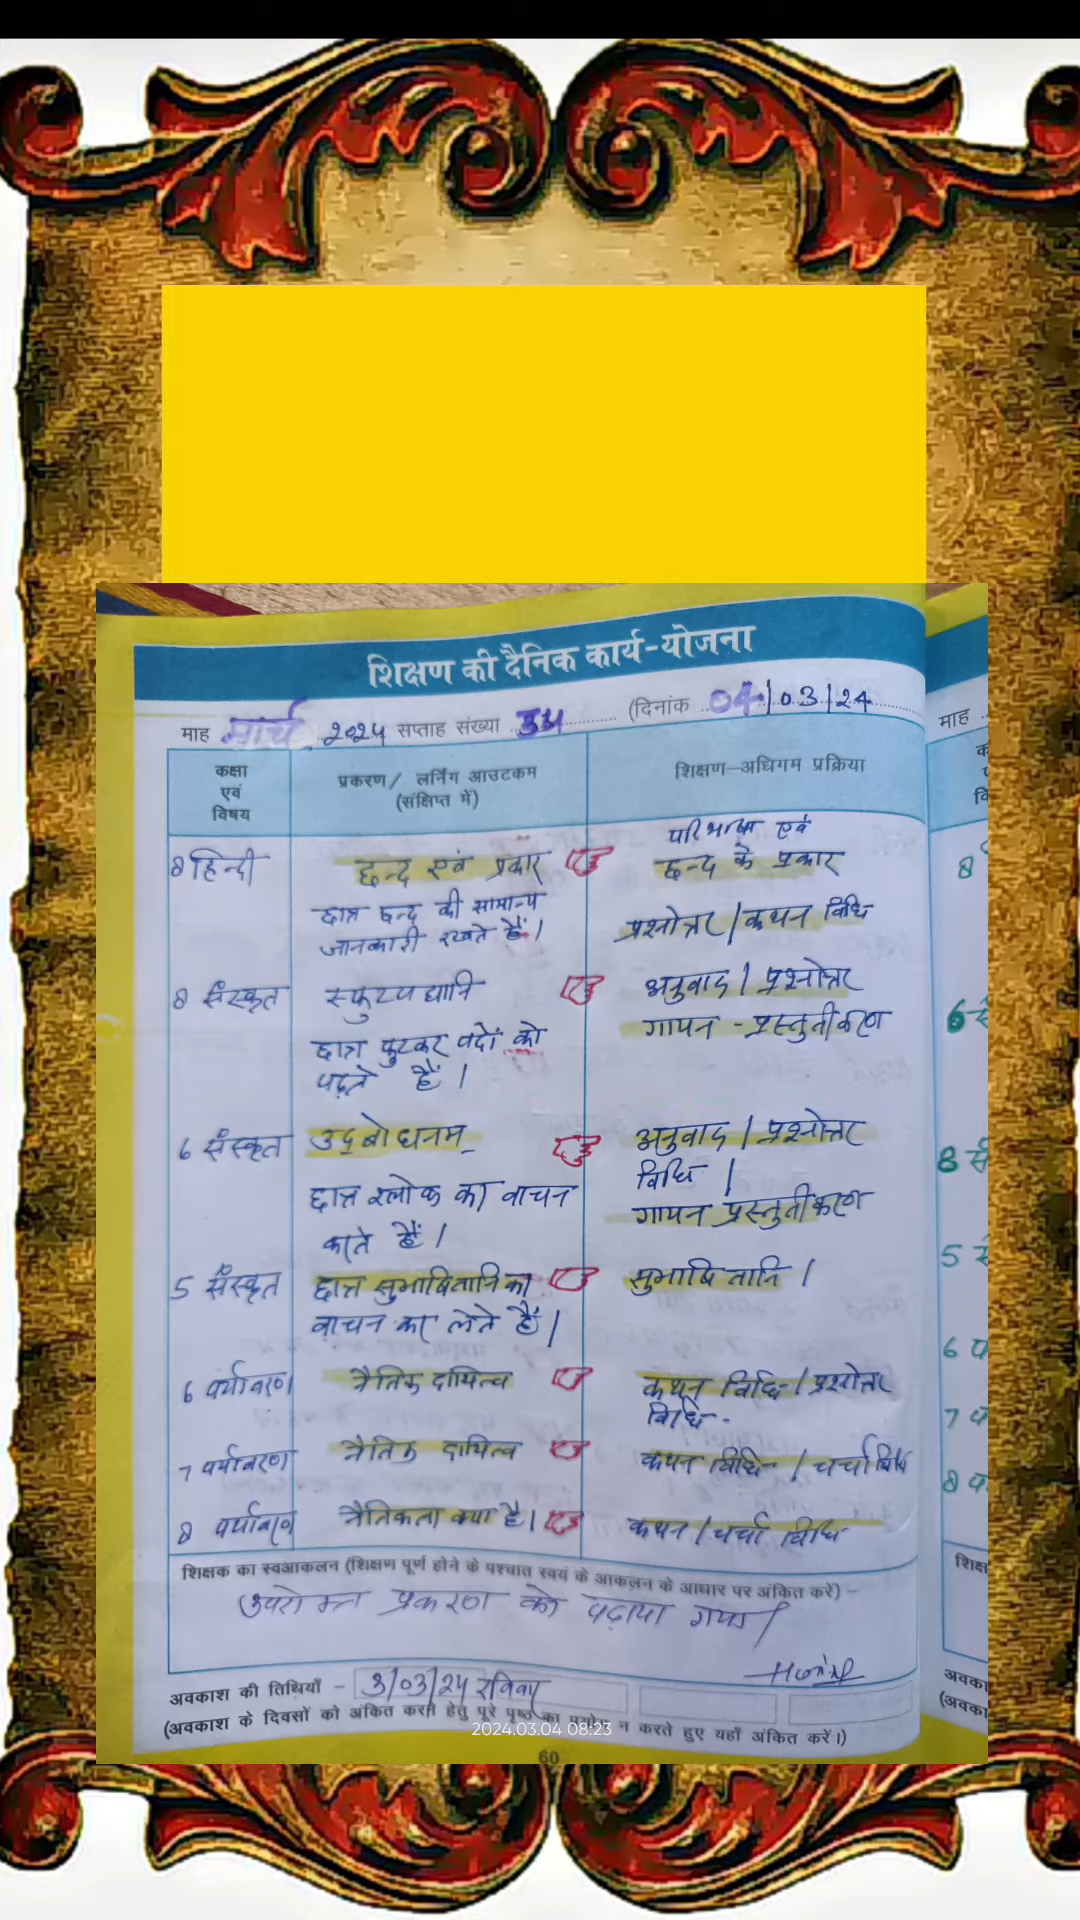 शिक्षण की दैनिक कार्य-योजना
माह मार्च 2024 सप्ताह संख्या (दिनांक 04/03/24
माह
कक्षा एवं विषय
प्रकरण/ लर्निंग आउटकम (संक्षिप्त में)
शिक्षण-अधिगम प्रक्रिया
8 हिन्दी
छन्द एवं प्रकार
छात्र छन्द की सामान्य
जानकारी रखते हैं।
परिभाषा एवं
छन्द के प्रकार
प्रश्नोत्तर / कथन विधि
8 संस्कृत
छात्र फुटकर पदों को
पढ़ते हैं।
अनुवाद / प्रश्नोत्तर
गायन - प्रस्तुतीकरण
6 संस्कृत
उद्बोधनम्
छात्र श्लोक का वाचन
करते हैं।
अनुवाद / प्रश्नोत्तर
विधि |
गायन प्रस्तुतीकरण
5 संस्कृत
छात्र सुभाषितानि का
वाचन कर लेते हैं।
सुभाषितानि |
6 पर्यावरण
नैतिक दायित्व
कथन विधि / प्रश्नोत्तर
विधि -
7 पर्यावरण
नैतिक दायित्व
कथन विधि / चर्चा विधि
8 पर्यावरण
नैतिकता क्या है।
कथन / चर्चा विधि
शिक्षक का स्वआकलन (शिक्षण पूर्ण होने के पश्चात स्वयं के आकलन के आधार पर अंकित करें) –
उपरोक्त प्रकरण को पढ़ाया गया।
अवकाश की तिथियाँ – 3/03/24 रविवार
(अवकाश के दिवसों को अंकित करने हेतु पूरे पृष्ठ का प्रयोग न करते हुए यहाँ अंकित करें।)
2024.03.04 08:23
60